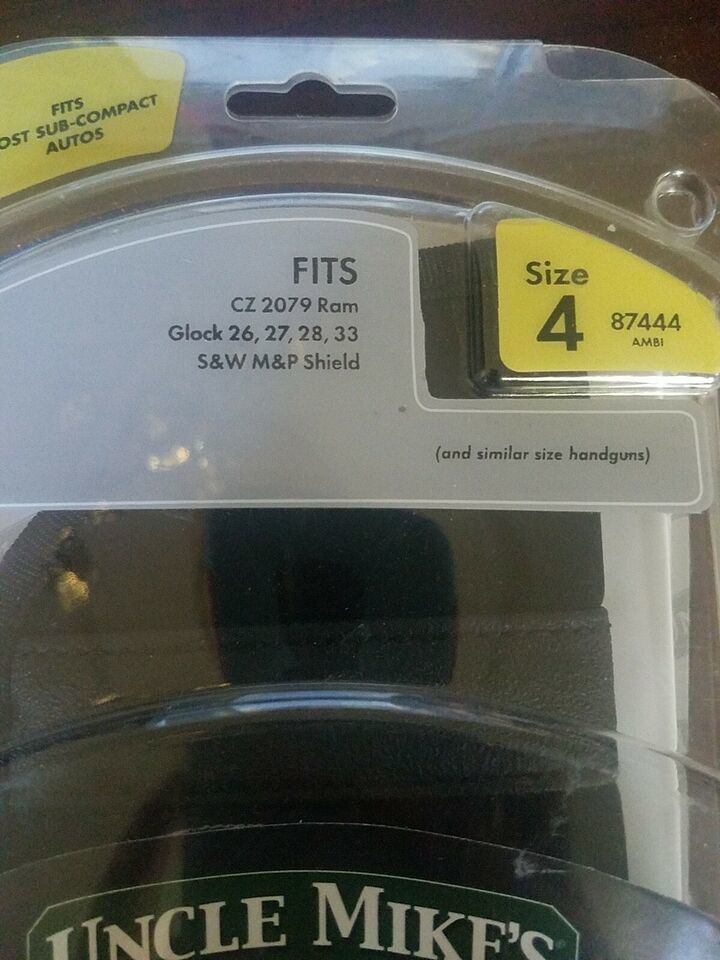 FITS
OST SUB-COMPACT
AUTOS
FITS
CZ 2079 Ram
Glock 26, 27, 28, 33
S&W M&P Shield
Size
4
87444
AMBI
(and similar size handguns)
UNCLE MIKE'S